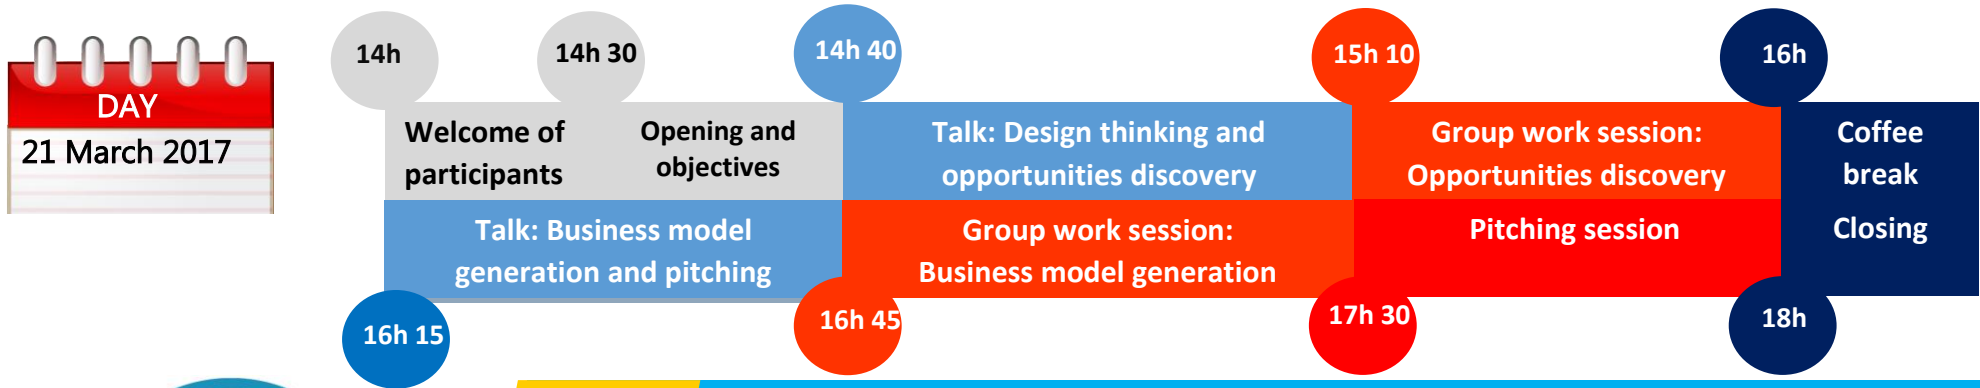 DAY
21 March 2017
14h
14h 30
14h 40
15h 10
16h
Welcome of
participants
Opening and
objectives
Talk: Design thinking and
opportunities discovery
Group work session:
Opportunities discovery
Coffee
break
Talk: Business model
generation and pitching
Group work session:
Business model generation
Pitching session
Closing
16h 15
16h 45
17h 30
18h